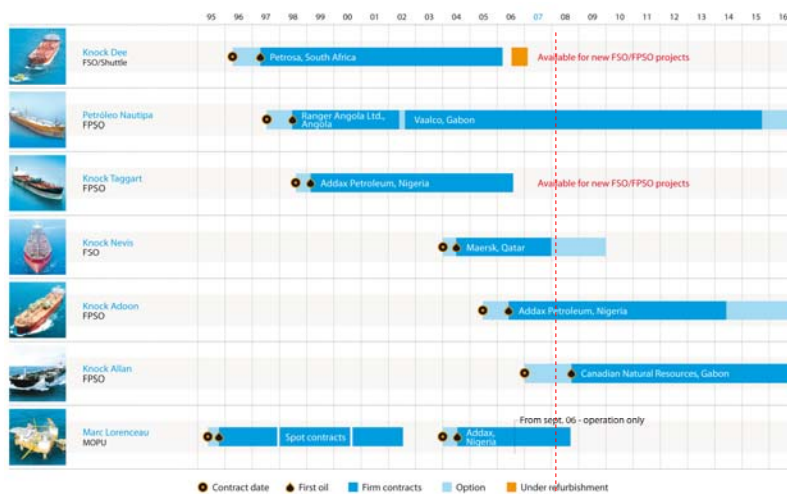 95 96 97 98 99 00 00 02 03 04 05 06 07 08 09 10 11 12 13 14 15 16
Knock Dee
FSO/Shuttle
Petrosa, South Africa
Available for new FSO/FPSO projects
Petróleo Nautipa
FPSO
Ranger Angola Ltd.,
Angola
Vaalco, Gabon
Knock Taggart
FPSO
Addax Petroleum, Nigeria
Available for new FSO/FPSO projects
Knock Nevis
FSO
Maersk, Qatar
Knock Adoon
FPSO
Addax Petroleum, Nigeria
Knock Allan
FPSO
Canadian Natural Resources, Gabon
From sept. 06 - operation only
Marc Lorenceau
MOPU
Spot contracts
Addax,
Nigeria
Contract date First oil Firm contracts Option Under refurbishment